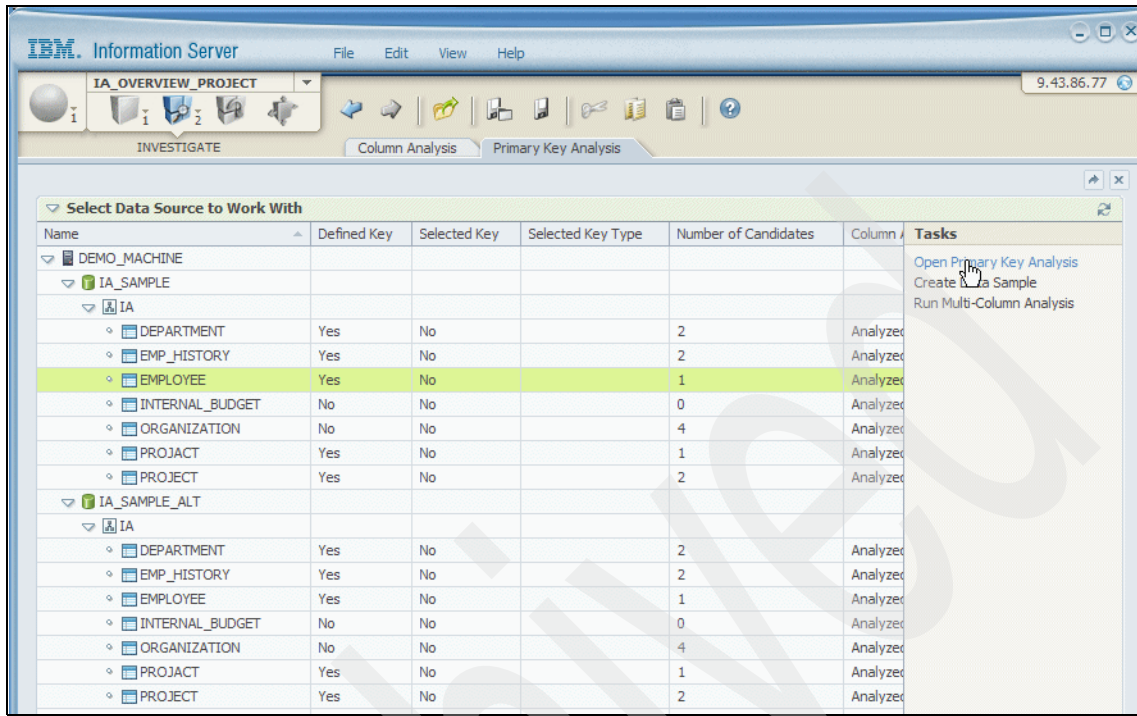 IBM. Information Server File Edit View Help
IA_OVERVIEW_PROJECT 9.43.86.77
1 1 2
INVESTIGATE Column Analysis Primary Key Analysis
Select Data Source to Work With
Name Defined Key Selected Key Selected Key Type Number of Candidates Column A Tasks
DEMO_MACHINE Open Primary Key Analysis
IA_SAMPLE Create Data Sample
IA Run Multi-Column Analysis
DEPARTMENT Yes No 2 Analyzed
EMP_HISTORY Yes No 2 Analyzed
EMPLOYEE Yes No 1 Analyzed
INTERNAL_BUDGET No No 0 Analyzed
ORGANIZATION No No 4 Analyzed
PROJACT Yes No 1 Analyzed
PROJECT Yes No 2 Analyzed
IA_SAMPLE_ALT
IA
DEPARTMENT Yes No 2 Analyzed
EMP_HISTORY Yes No 2 Analyzed
EMPLOYEE Yes No 1 Analyzed
INTERNAL_BUDGET No No 0 Analyzed
ORGANIZATION No No 4 Analyzed
PROJACT Yes No 1 Analyzed
PROJECT Yes No 2 Analyzed